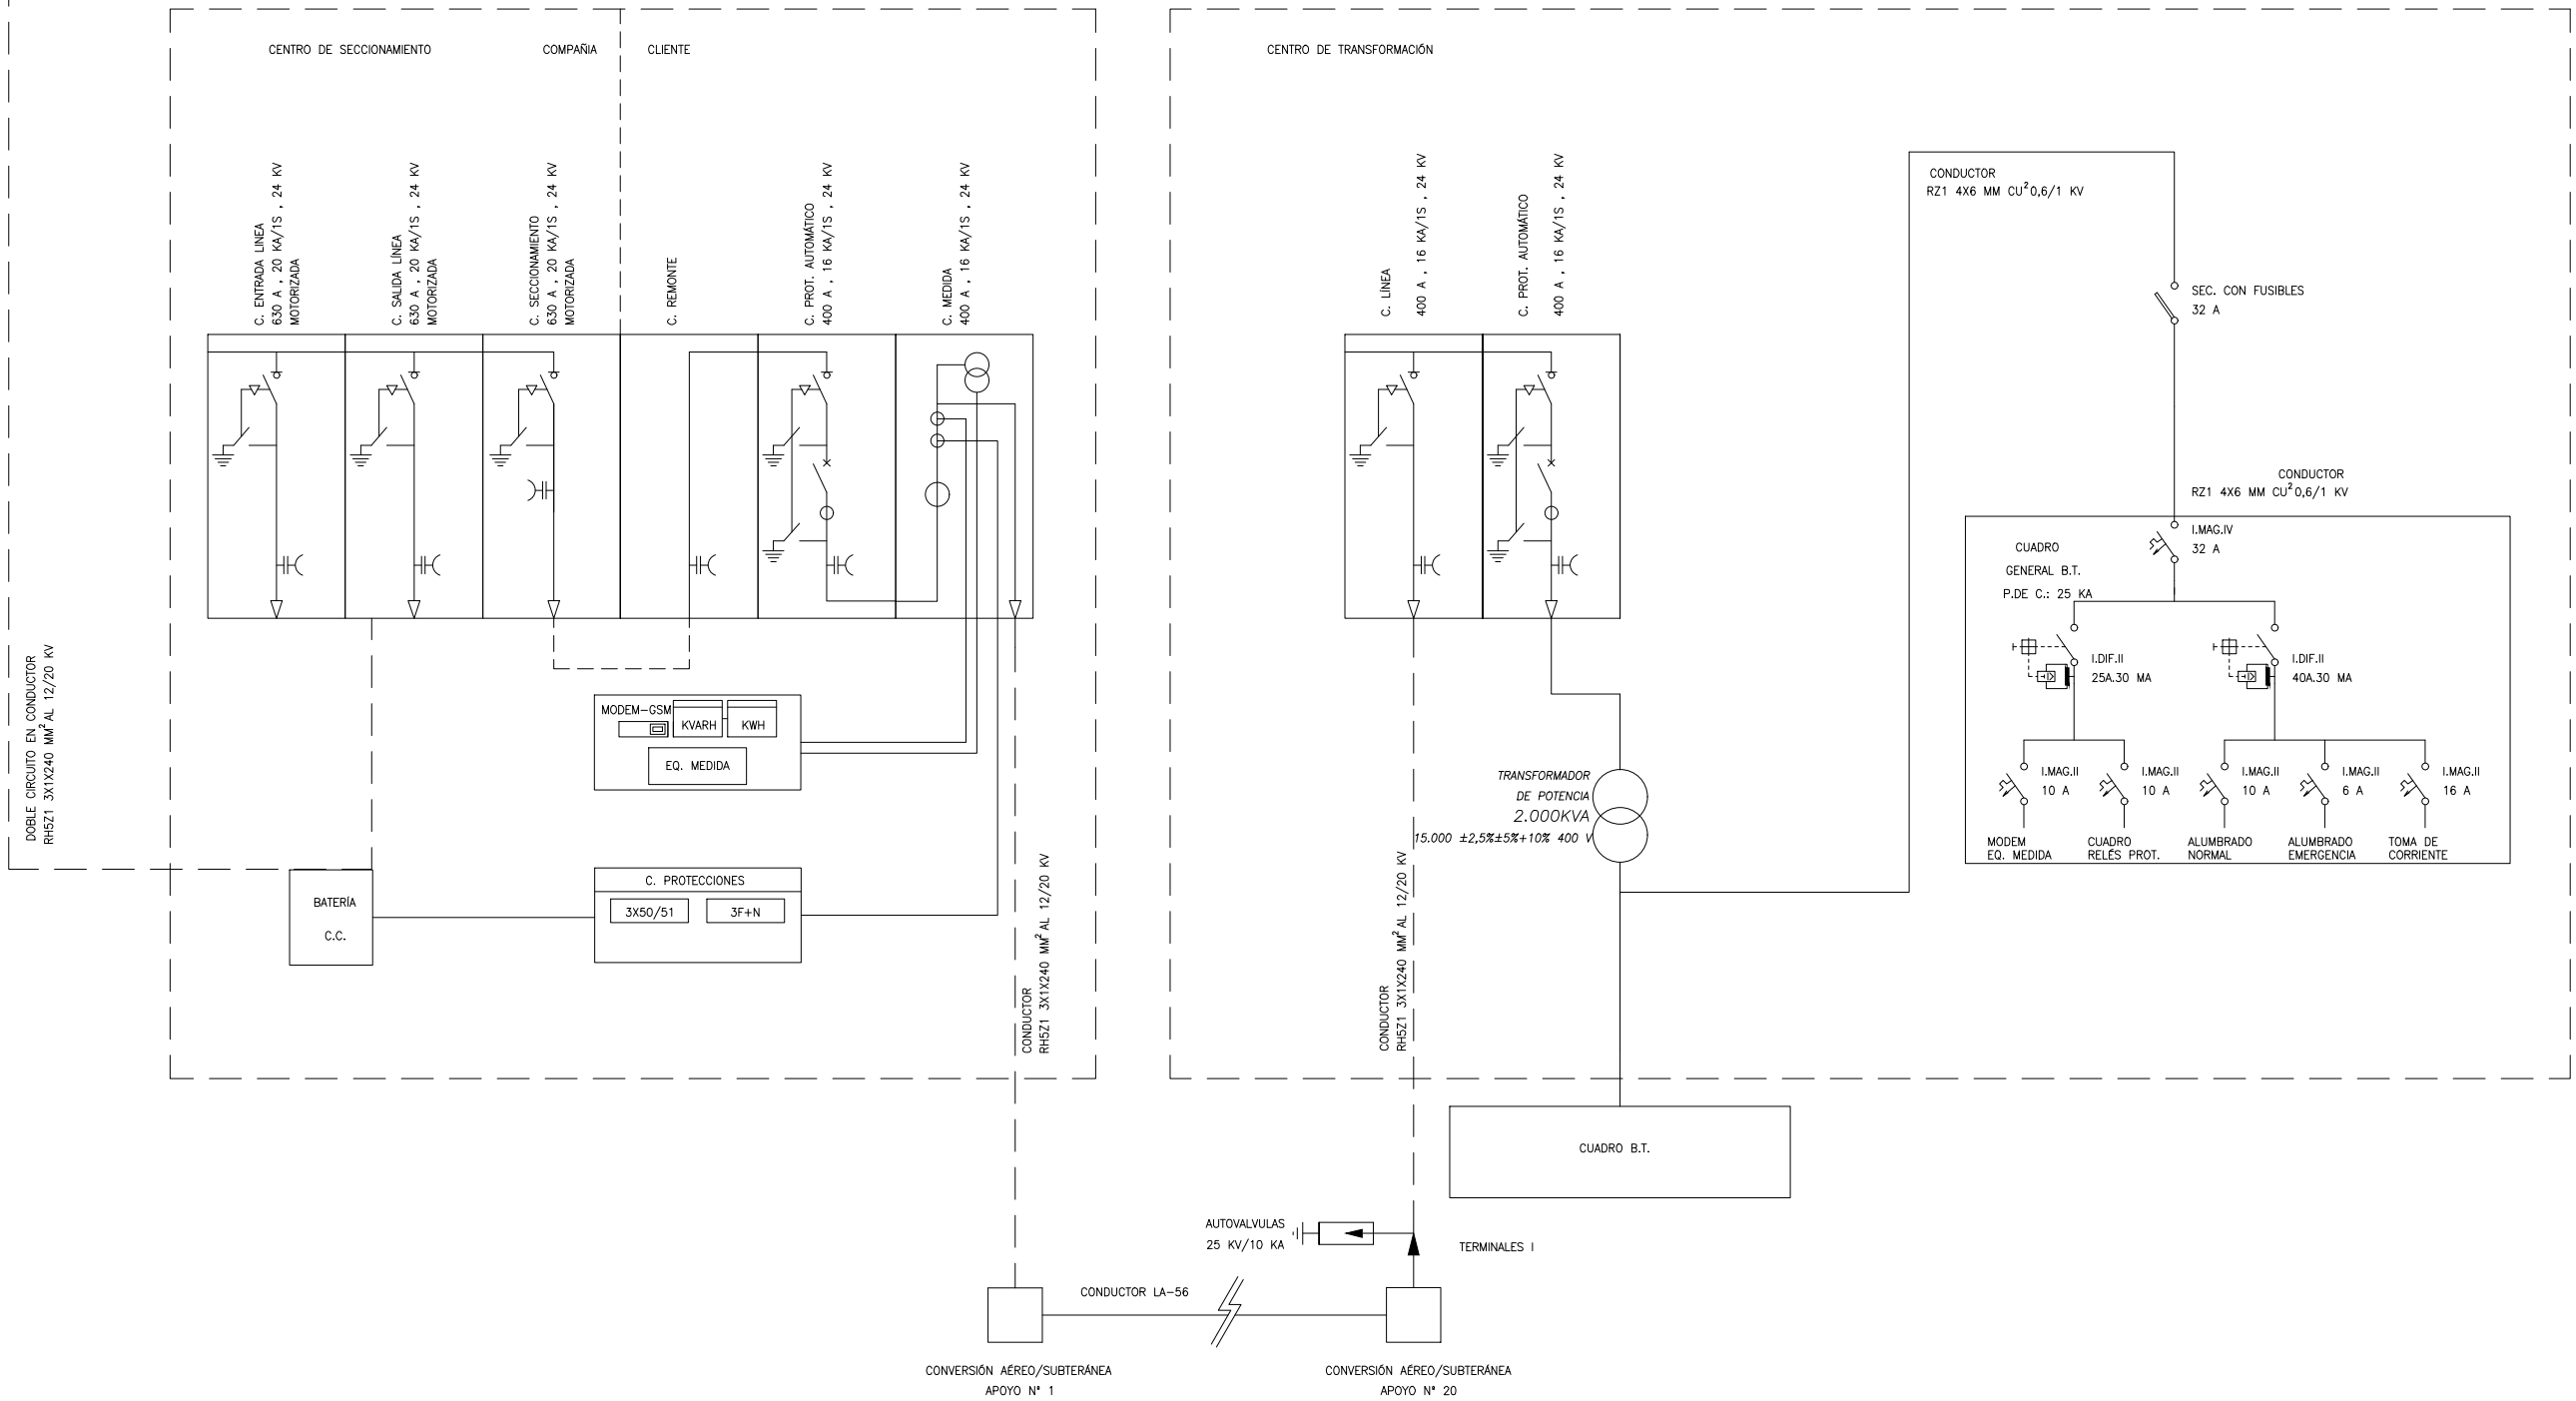 CENTRO DE SECCIONAMIENTO
COMPAÑIA
CLIENTE
CENTRO DE TRANSFORMACIÓN
C. ENTRADA LINEA
630 A , 20 KA/1S , 24 KV
MOTORIZADA
C. SALIDA LÍNEA
630 A , 20 KA/1S , 24 KV
MOTORIZADA
C. SECCIONAMIENTO
630 A , 20 KA/1S , 24 KV
MOTORIZADA
C. REMONTE
C. PROT. AUTOMÁTICO
400 A , 16 KA/1S , 24 KV
C. MEDIDA
400 A , 16 KA/1S , 24 KV
C. LÍNEA
400 A , 16 KA/1S , 24 KV
C. PROT. AUTOMÁTICO
400 A , 16 KA/1S , 24 KV
CONDUCTOR
RZ1 4X6 MM CU²0,6/1 KV
SEC. CON FUSIBLES
32 A
CONDUCTOR
RZ1 4X6 MM CU²0,6/1 KV
CUADRO
GENERAL B.T.
P.DE C.: 25 KA
I.MAG.IV
32 A
I.DIF.II
25A.30 MA
I.DIF.II
40A.30 MA
I.MAG.II
10 A
I.MAG.II
10 A
I.MAG.II
10 A
I.MAG.II
6 A
I.MAG.II
16 A
MODEM
EQ. MEDIDA
CUADRO
RELÉS PROT.
ALUMBRADO
NORMAL
ALUMBRADO
EMERGENCIA
TOMA DE
CORRIENTE
DOBLE CIRCUITO EN CONDUCTOR
RH5Z1 3X1X240 MM² AL 12/20 KV
MODEM-GSM
KVARH
KWH
EQ. MEDIDA
BATERÍA
C.C.
C. PROTECCIONES
3X50/51
3F+N
CONDUCTOR
RH5Z1 3X1X240 MM² AL 12/20 KV
TRANSFORMADOR
DE POTENCIA
2.000KVA
15.000 ±2,5%±5%+10% 400 V
CONDUCTOR
RH5Z1 3X1X240 MM² AL 12/20 KV
CUADRO B.T.
AUTOVALVULAS
25 KV/10 KA
TERMINALES I
CONDUCTOR LA-56
CONVERSIÓN AÉREO/SUBTERÁNEA
APOYO Nº 1
CONVERSIÓN AÉREO/SUBTERÁNEA
APOYO Nº 20